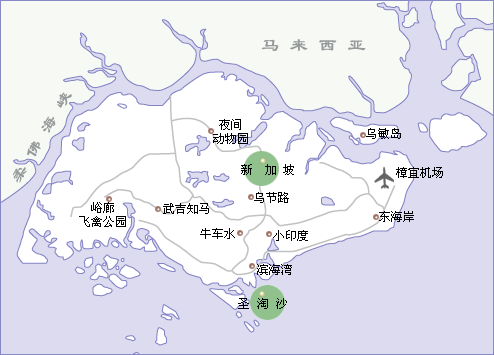 马来西亚
柔佛海峡
乌敏岛
夜间
动物园
新加坡
樟宜机场
乌节路
峪廊
飞禽公园
武吉知马
东海岸
牛车水
小印度
滨海湾
圣淘沙